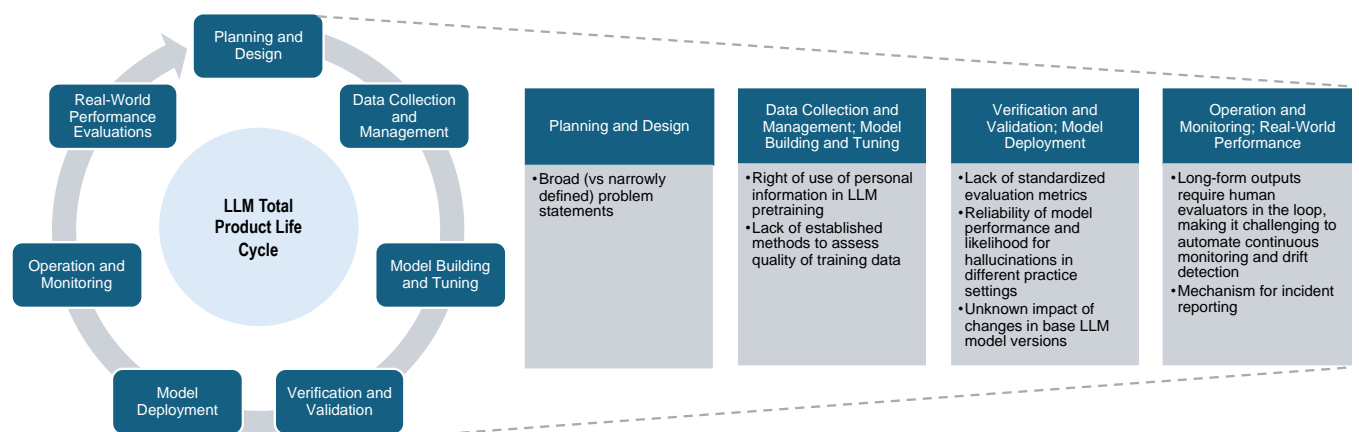 Planning and
Design
Data Collection
and
Management
Model Building
and Tuning
Verification and
Validation
Model
Deployment
Operation and
Monitoring
Real-World
Performance
Evaluations
LLM Total
Product Life
Cycle
Planning and Design
•Broad (vs narrowly
defined) problem
statements
Data Collection and
Management; Model
Building and Tuning
•Right of use of personal
information in LLM
pretraining
•Lack of established
methods to assess
quality of training data
Verification and
Validation; Model
Deployment
•Lack of standardized
evaluation metrics
•Reliability of model
performance and
likelihood for
hallucinations in
different practice
settings
•Unknown impact of
changes in base LLM
model versions
Operation and
Monitoring; Real-World
Performance
•Long-form outputs
require human
evaluators in the loop,
making it challenging to
automate continuous
monitoring and drift
detection
•Mechanism for incident
reporting